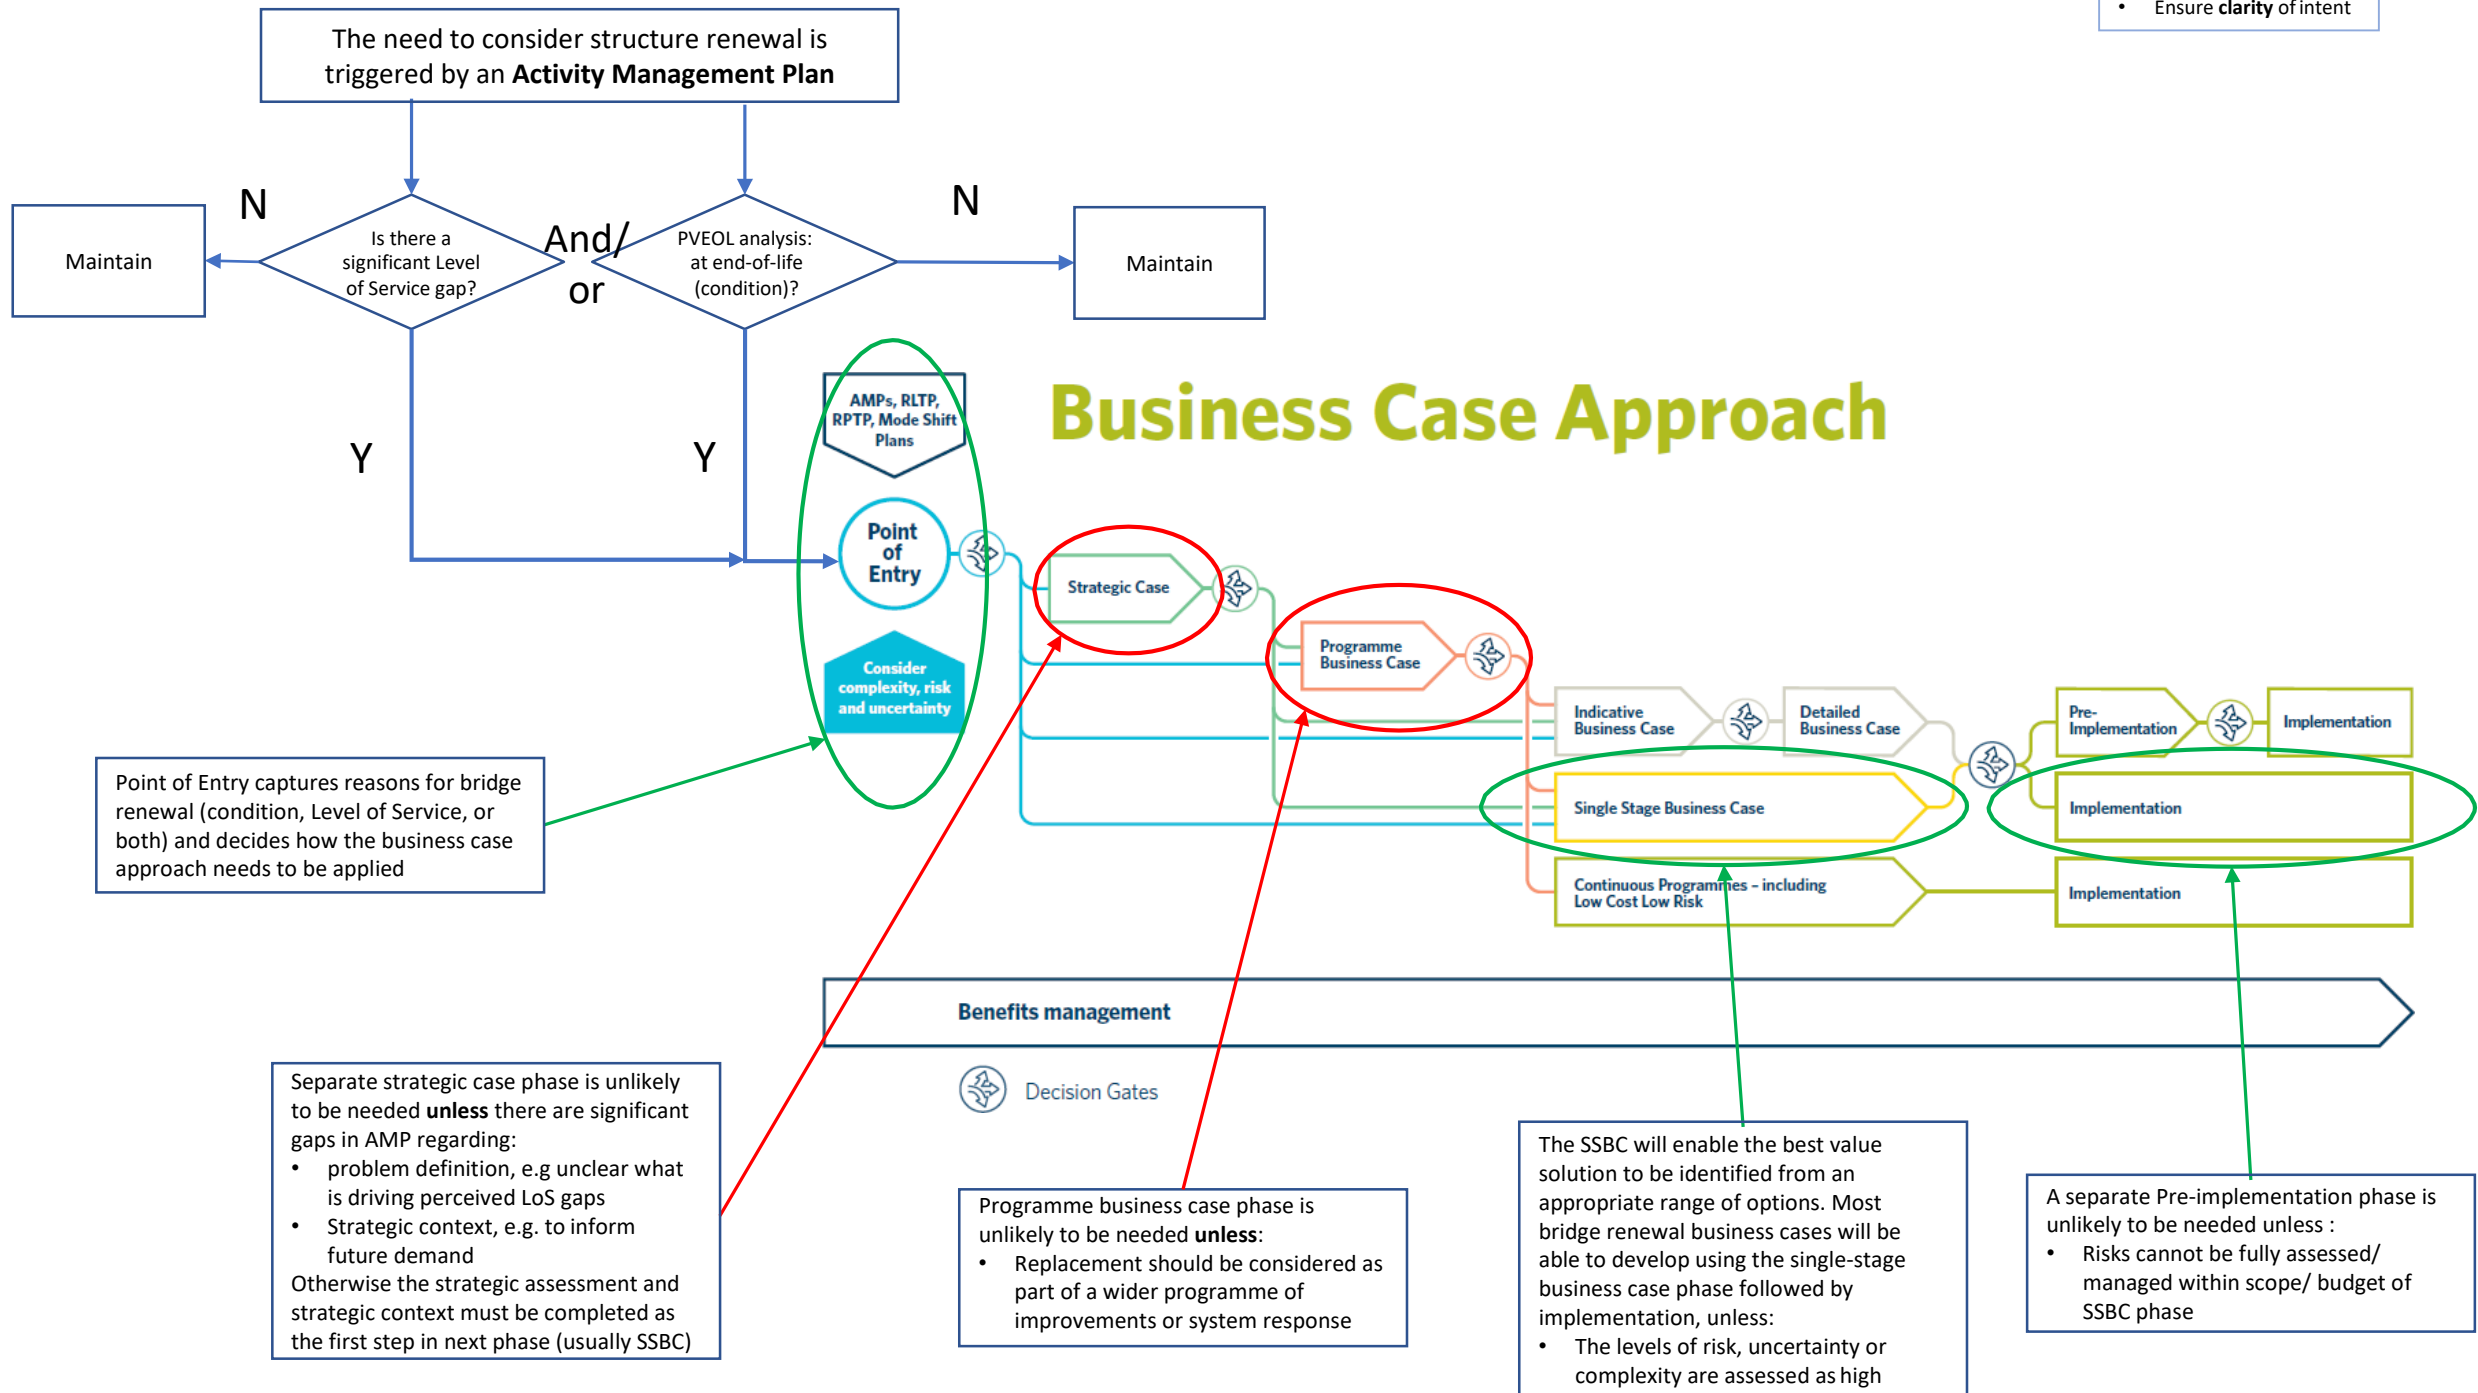 • Ensure clarity of intent
The need to consider structure renewal is
triggered by an Activity Management Plan
N
N
Maintain
Is there a
significant Level
of Service gap?
And/
or
PVEOL analysis:
at end-of-life
(condition)?
Maintain
Y
Y
AMPs, RLTP,
RPTP, Mode Shift
Plans
Business Case Approach
Point
of
Entry
Strategic Case
Programme
Business Case
Consider
complexity, risk
and uncertainty
Indicative
Business Case
Detailed
Business Case
Pre-
Implementation
Implementation
Single Stage Business Case
Implementation
Continuous Programmes – including
Low Cost Low Risk
Implementation
Point of Entry captures reasons for bridge
renewal (condition, Level of Service, or
both) and decides how the business case
approach needs to be applied
Benefits management
Decision Gates
Separate strategic case phase is unlikely
to be needed unless there are significant
gaps in AMP regarding:
• problem definition, e.g unclear what
is driving perceived LoS gaps
• Strategic context, e.g. to inform
future demand
Otherwise the strategic assessment and
strategic context must be completed as
the first step in next phase (usually SSBC)
Programme business case phase is
unlikely to be needed unless:
• Replacement should be considered as
part of a wider programme of
improvements or system response
The SSBC will enable the best value
solution to be identified from an
appropriate range of options. Most
bridge renewal business cases will be
able to develop using the single-stage
business case phase followed by
implementation, unless:
• The levels of risk, uncertainty or
complexity are assessed as high
A separate Pre-implementation phase is
unlikely to be needed unless :
• Risks cannot be fully assessed/
managed within scope/ budget of
SSBC phase